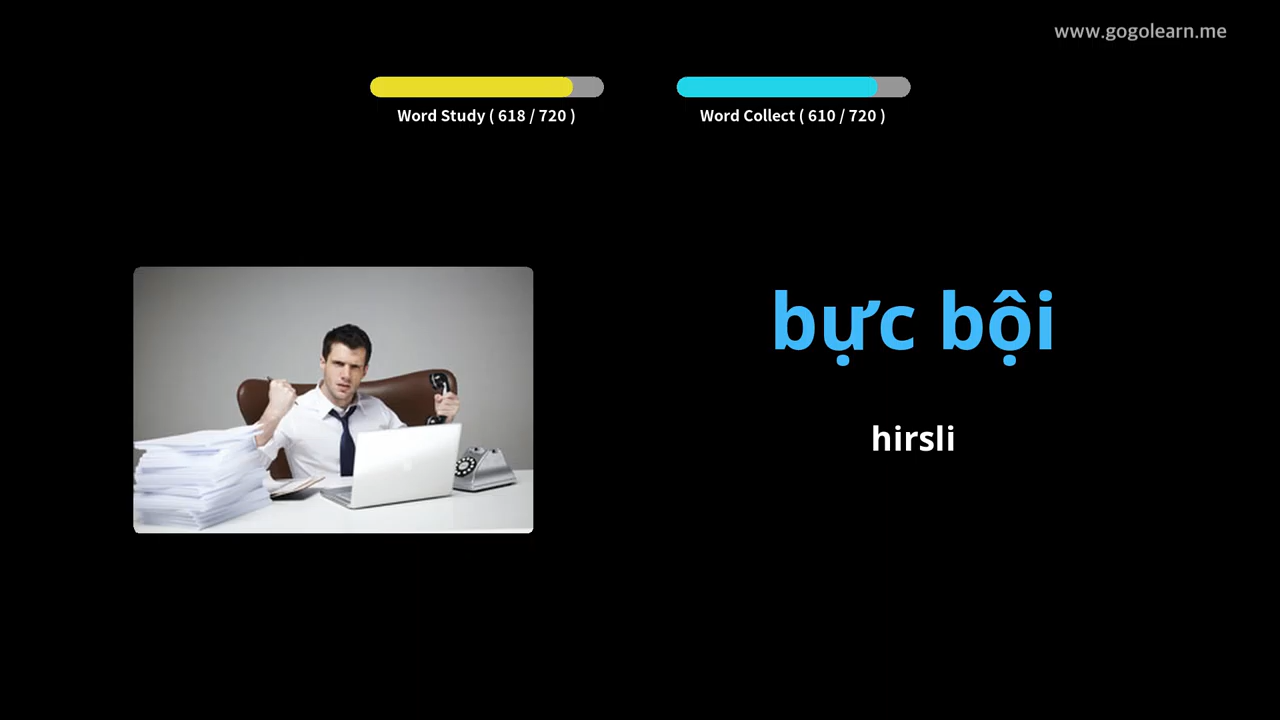 www.gogolearn.me
Word Study ( 618 / 720 )
Word Collect ( 610 / 720 )
bực bội
hirsli